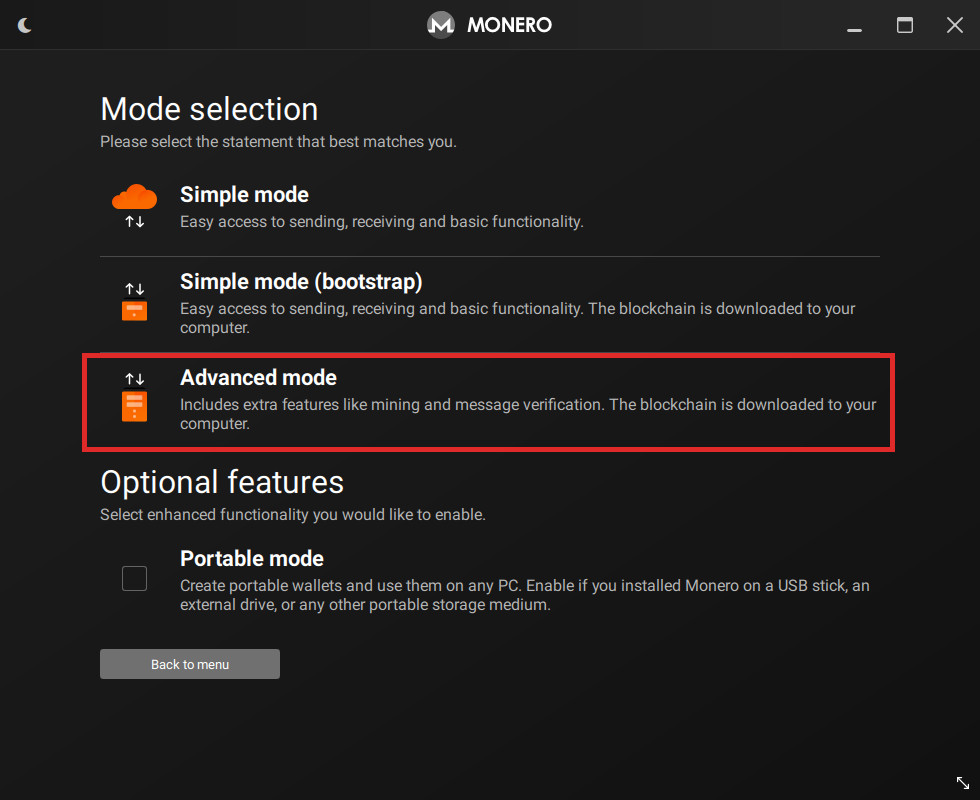 MONERO
Mode selection
Please select the statement that best matches you.
Simple mode
Easy access to sending, receiving and basic functionality.
Simple mode (bootstrap)
Easy access to sending, receiving and basic functionality. The blockchain is downloaded to your
computer.
Advanced mode
Includes extra features like mining and message verification. The blockchain is downloaded to your
computer.
Optional features
Select enhanced functionality you would like to enable.
Portable mode
Create portable wallets and use them on any PC. Enable if you installed Monero on a USB stick, an
external drive, or any other portable storage medium.
Back to menu